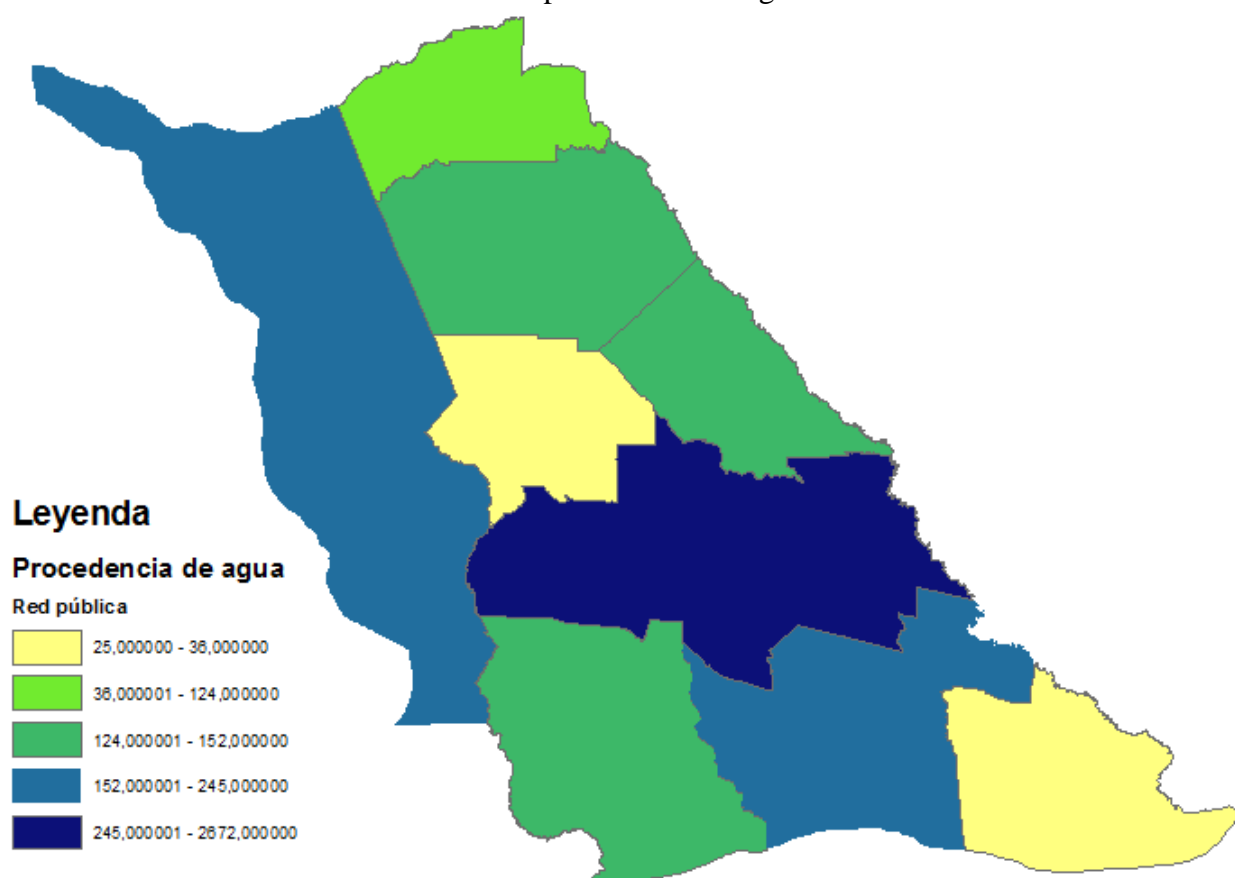 Leyenda
Procedencia de agua
Red pública
25,000000 - 36,000000
36,000001 - 124,000000
124,000001 - 152,000000
152,000001 - 245,000000
245,000001 - 2672,000000